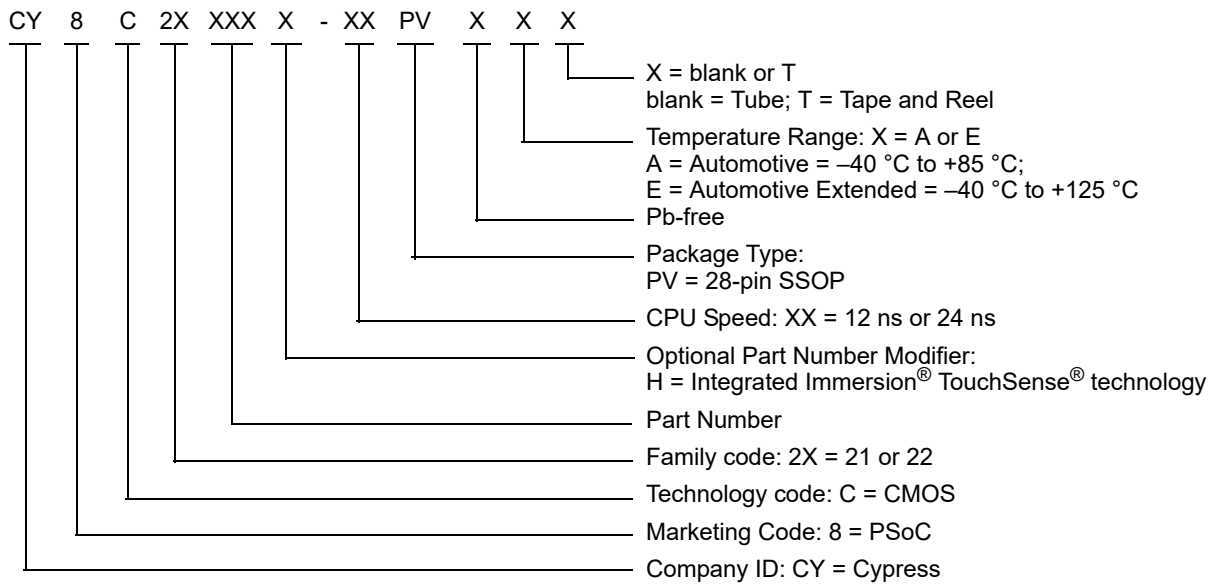 CY 8 C 2X XXX X - XX PV X X X
X = blank or T
blank = Tube; T = Tape and Reel
Temperature Range: X = A or E
A = Automotive = –40 °C to +85 °C;
E = Automotive Extended = –40 °C to +125 °C
Pb-free
Package Type:
PV = 28-pin SSOP
CPU Speed: XX = 12 ns or 24 ns
Optional Part Number Modifier:
H = Integrated Immersion® TouchSense® technology
Part Number
Family code: 2X = 21 or 22
Technology code: C = CMOS
Marketing Code: 8 = PSoC
Company ID: CY = Cypress